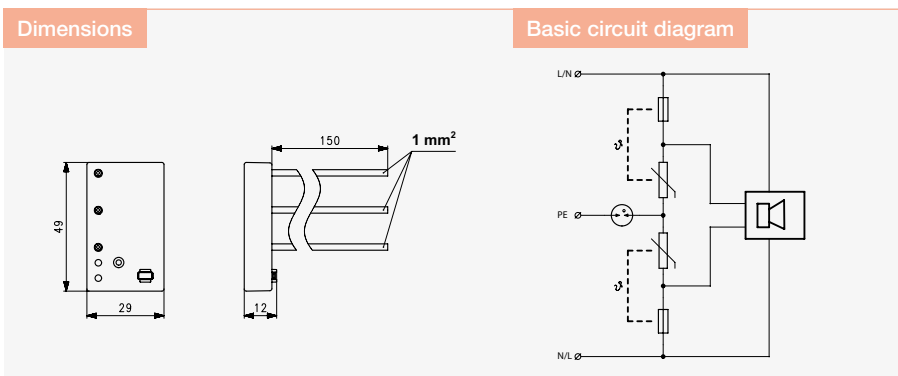 Dimensions
Basic circuit diagram
150
1 mm²
49
29
12
L/N
ϑ
PE
ϑ
N/L